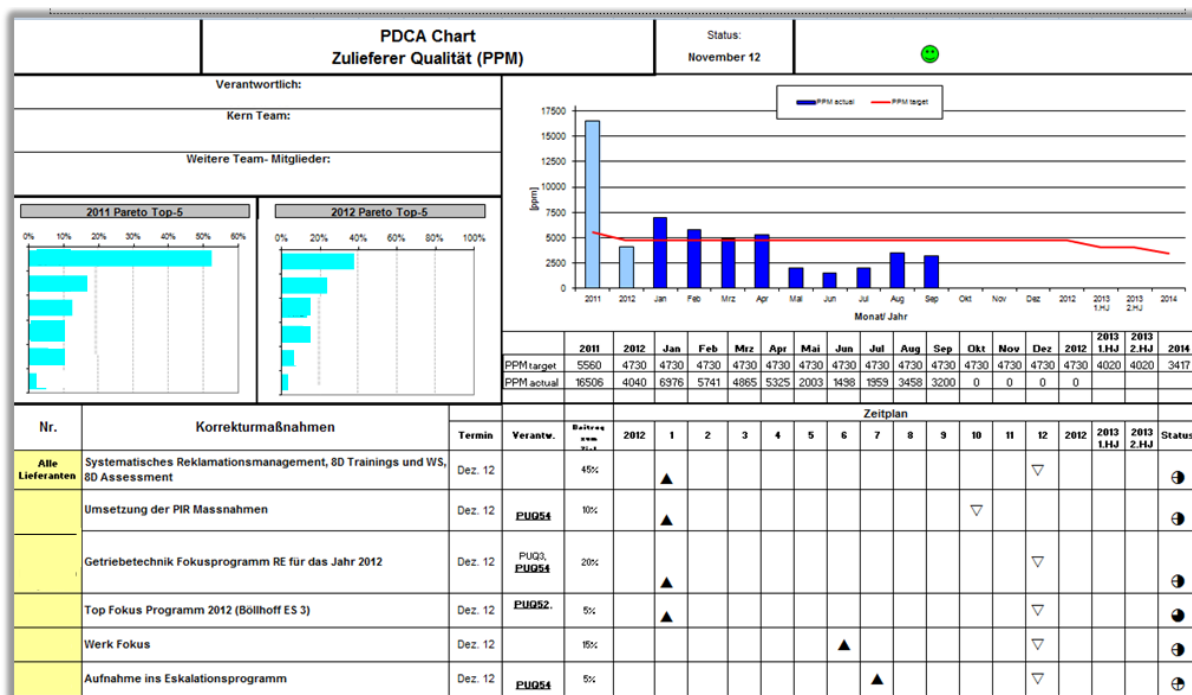 PDCA Chart
Zulieferer Qualität (PPM)
Status:
November 12
Verantwortlich:
Kern Team:
Weitere Team- Mitglieder:
2011 Pareto Top-5
0% 10% 20% 30% 40% 50% 60%
2012 Pareto Top-5
0% 20% 40% 60% 80% 100%
PPM actual PPM target
[ppm]
17500
15000
12500
10000
7500
5000
2500
0
2011 2012 Jan Feb Mrz Apr Mai Jun Jul Aug Sep Okt Nov Dez 2012 2013 1.HJ 2013 2.HJ 2014
Monat/ Jahr
2011 2012 Jan Feb Mrz Apr Mai Jun Jul Aug Sep Okt Nov Dez 2012 2013 1.HJ 2013 2.HJ 2014
PPM target 5560 4730 4730 4730 4730 4730 4730 4730 4730 4730 4730 4730 4730 4730 4730 4020 4020 3417
PPM actual 16506 4040 6976 5741 4865 5325 2003 1498 1959 3458 3200 0 0 0 0
Nr. Korrekturmaßnahmen Termin Verantw. Beitrag zum Ziel Zeitplan
2012 1 2 3 4 5 6 7 8 9 10 11 12 2012 2013 1.HJ 2013 2.HJ Status
Alle Lieferanten
Systematisches Reklamationsmanagement, 8D Trainings und WS,
8D Assessment
Dez. 12 45%
Umsetzung der PIR Massnahmen Dez. 12 PUQ54 10%
Getriebetechnik Fokusprogramm RE für das Jahr 2012 Dez. 12 PUQ3, PUQ54 20%
Top Fokus Programm 2012 (Böllhoff ES 3) Dez. 12 PUQ52, 5%
Werk Fokus Dez. 12 15%
Aufnahme ins Eskalationsprogramm Dez. 12 PUQ54 5%